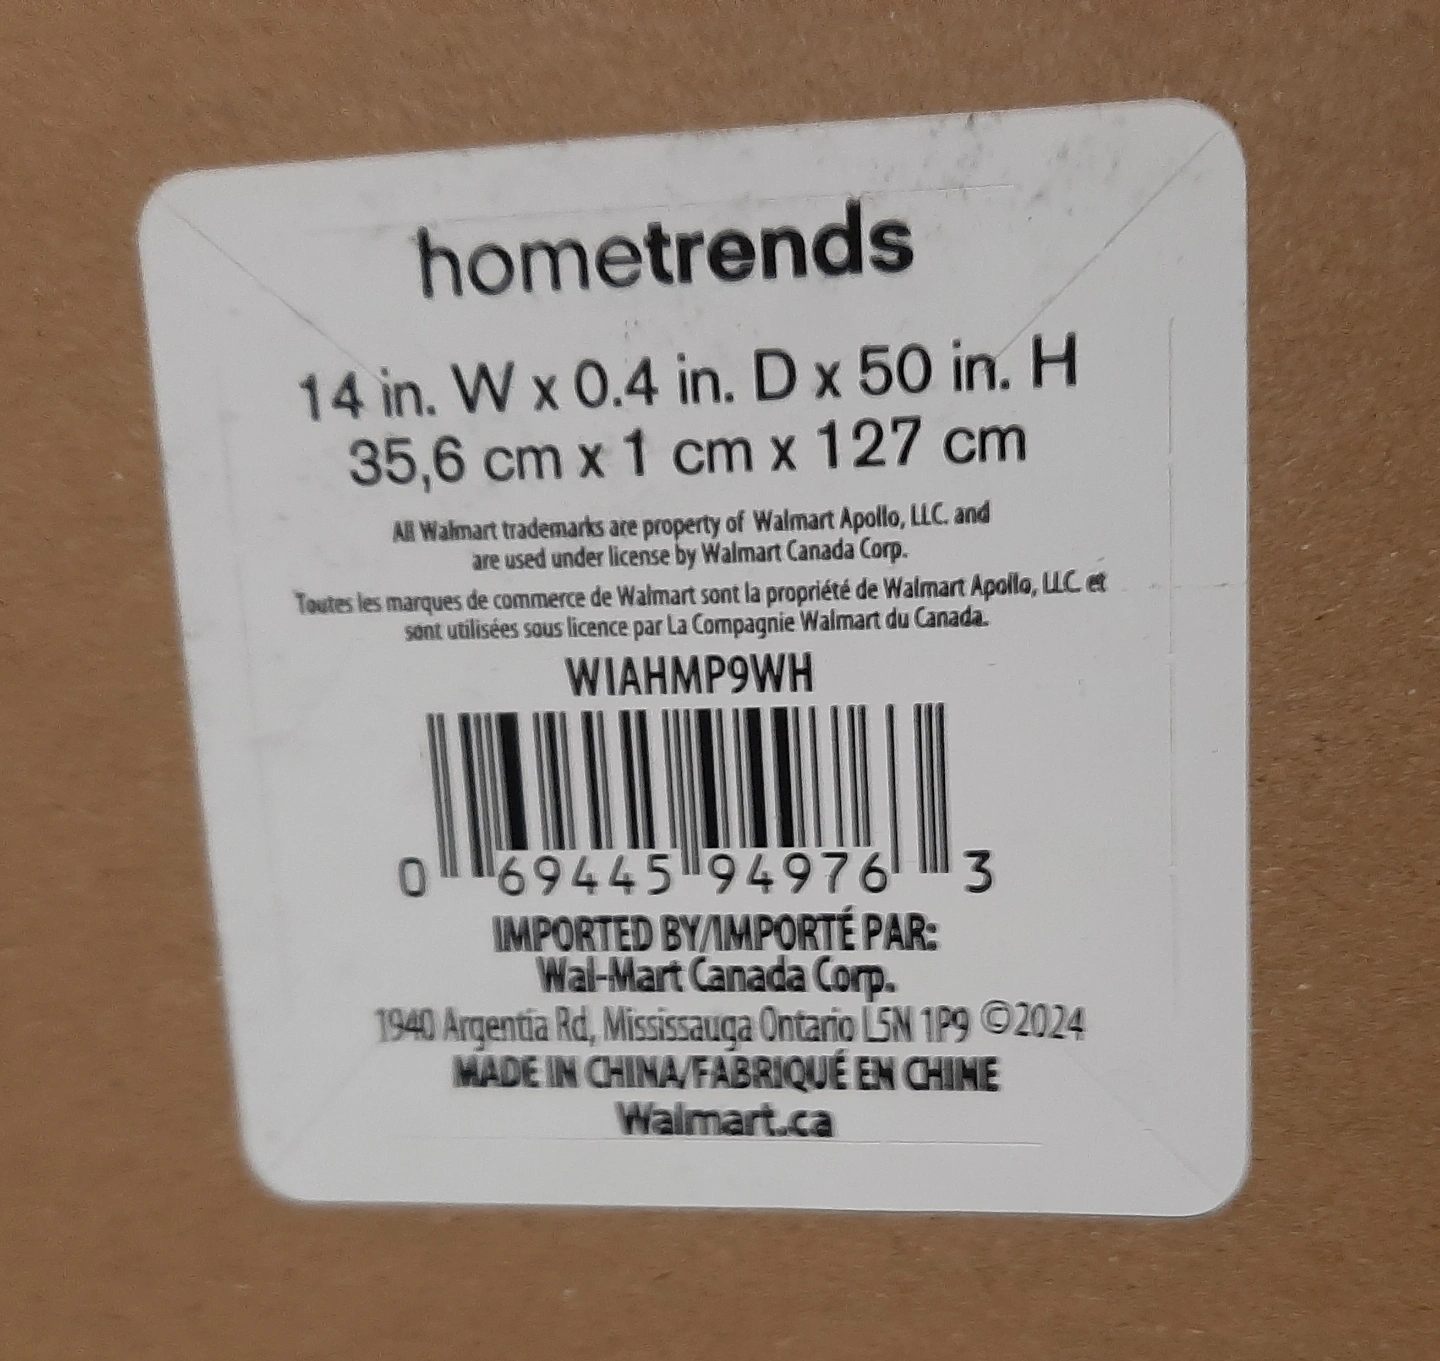 hometrends
14 in. W x 0.4 in. D x 50 in. H
35,6 cm x 1 cm x 127 cm
All Walmart trademarks are property of Walmart Apollo, LLC. and
are used under license by Walmart Canada Corp.
Toutes les marques de commerce de Walmart sont la propriété de Walmart Apollo, LLC. et
sont utilisées sous licence par La Compagnie Walmart du Canada.
WIAHMP9WH
0 69445 94976 3
IMPORTED BY/IMPORTÉ PAR:
Wal-Mart Canada Corp.
1940 Argentia Rd, Mississauga Ontario L5N 1P9 ©2024
MADE IN CHINA/FABRIQUÉ EN CHINE
Walmart.ca